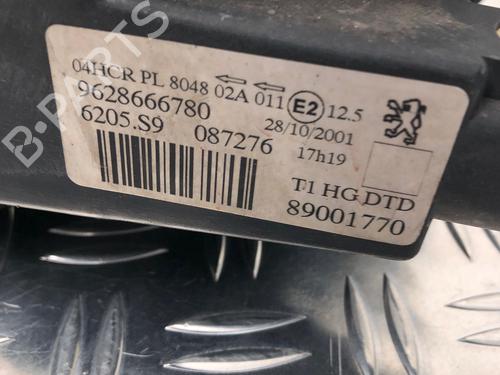 B-PARTS
04HCR PL 8048 02A 011 E2 12.5
9628666780 28/10/2001
6205.S9 087276 17h19
T1 HG DTD
89001770